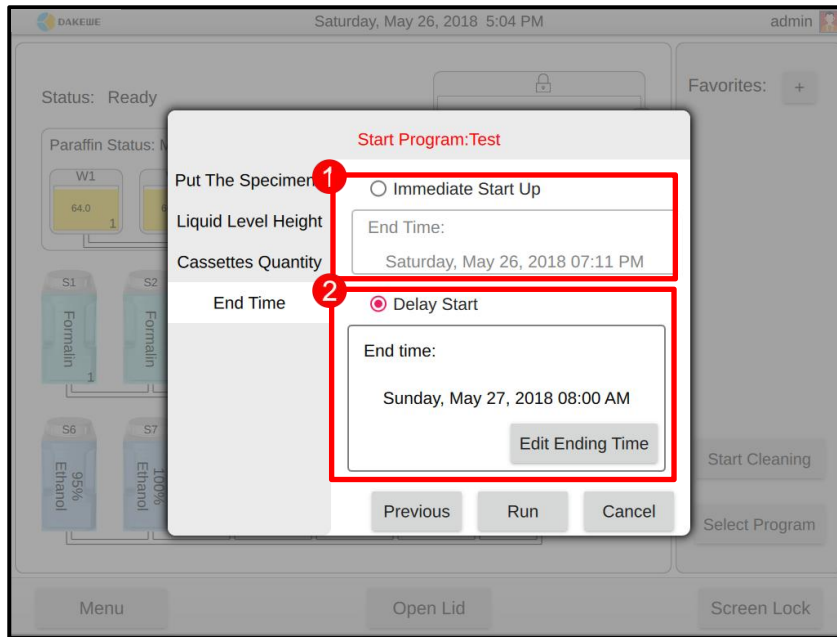 DAKEWE
Saturday, May 26, 2018 5:04 PM
admin
Status: Ready
Favorites: +
Paraffin Status:
W1
64.0
1
S1
Formalin
1
S2
Formalin
S6
95%
Ethanol
S7
100%
Ethanol
Start Program:Test
Put The Specimen
Liquid Level Height
Cassettes Quantity
End Time
1
Immediate Start Up
End Time:
Saturday, May 26, 2018 07:11 PM
2
Delay Start
End time:
Sunday, May 27, 2018 08:00 AM
Edit Ending Time
Previous
Run
Cancel
Start Cleaning
Select Program
Menu
Open Lid
Screen Lock